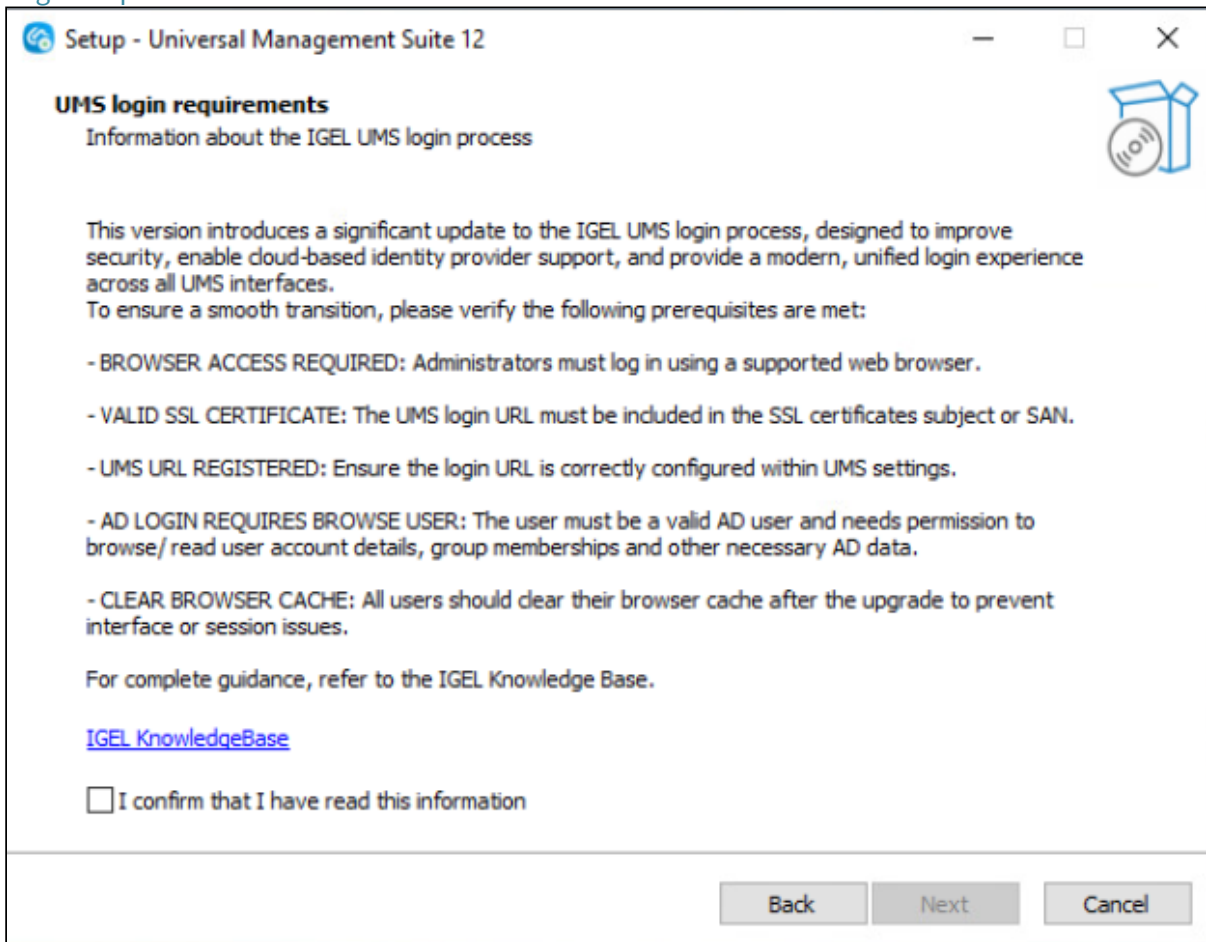 Setup - Universal Management Suite 12
UMS login requirements
Information about the IGEL UMS login process
This version introduces a significant update to the IGEL UMS login process, designed to improve
security, enable cloud-based identity provider support, and provide a modern, unified login experience
across all UMS interfaces.
To ensure a smooth transition, please verify the following prerequisites are met:
- BROWSER ACCESS REQUIRED: Administrators must log in using a supported web browser.
- VALID SSL CERTIFICATE: The UMS login URL must be included in the SSL certificates subject or SAN.
- UMS URL REGISTERED: Ensure the login URL is correctly configured within UMS settings.
- AD LOGIN REQUIRES BROWSE USER: The user must be a valid AD user and needs permission to
browse/ read user account details, group memberships and other necessary AD data.
- CLEAR BROWSER CACHE: All users should clear their browser cache after the upgrade to prevent
interface or session issues.
For complete guidance, refer to the IGEL Knowledge Base.
IGEL KnowledgeBase
I confirm that I have read this information
Back Next Cancel